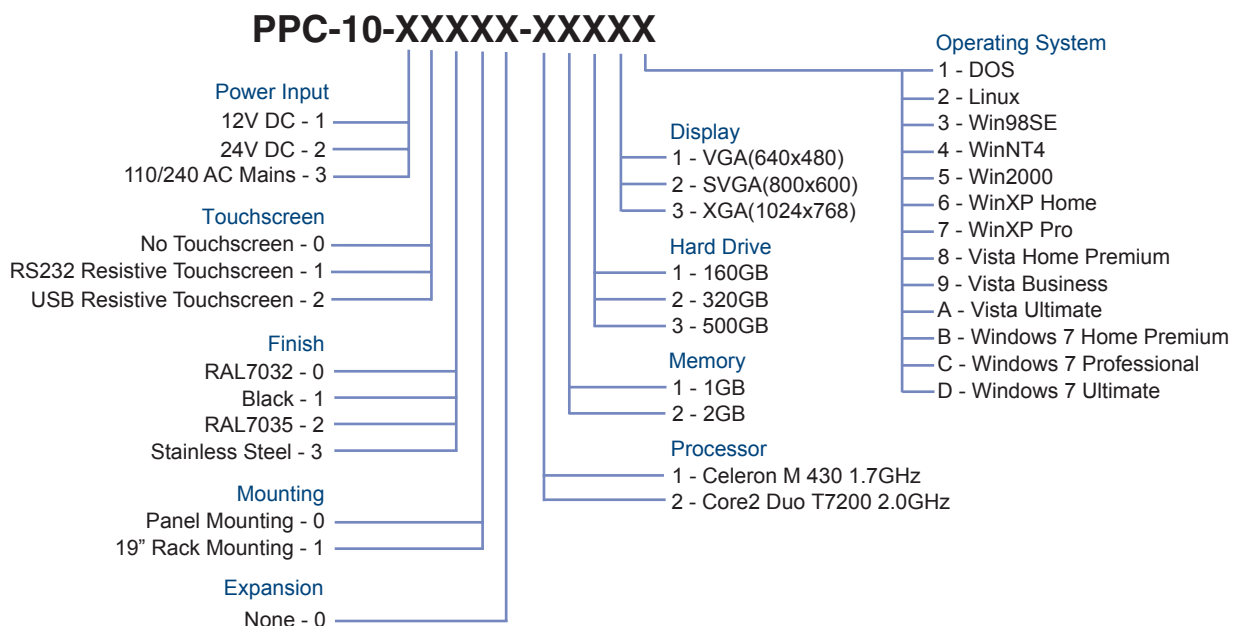 PPC-10-XXXXX-XXXXX
Power Input
12V DC - 1
24V DC - 2
110/240 AC Mains - 3
Touchscreen
No Touchscreen - 0
RS232 Resistive Touchscreen - 1
USB Resistive Touchscreen - 2
Finish
RAL7032 - 0
Black - 1
RAL7035 - 2
Stainless Steel - 3
Mounting
Panel Mounting - 0
19” Rack Mounting - 1
Expansion
None - 0
Display
1 - VGA(640x480)
2 - SVGA(800x600)
3 - XGA(1024x768)
Hard Drive
1 - 160GB
2 - 320GB
3 - 500GB
Memory
1 - 1GB
2 - 2GB
Processor
1 - Celeron M 430 1.7GHz
2 - Core2 Duo T7200 2.0GHz
Operating System
1 - DOS
2 - Linux
3 - Win98SE
4 - WinNT4
5 - Win2000
6 - WinXP Home
7 - WinXP Pro
8 - Vista Home Premium
9 - Vista Business
A - Vista Ultimate
B - Windows 7 Home Premium
C - Windows 7 Professional
D - Windows 7 Ultimate